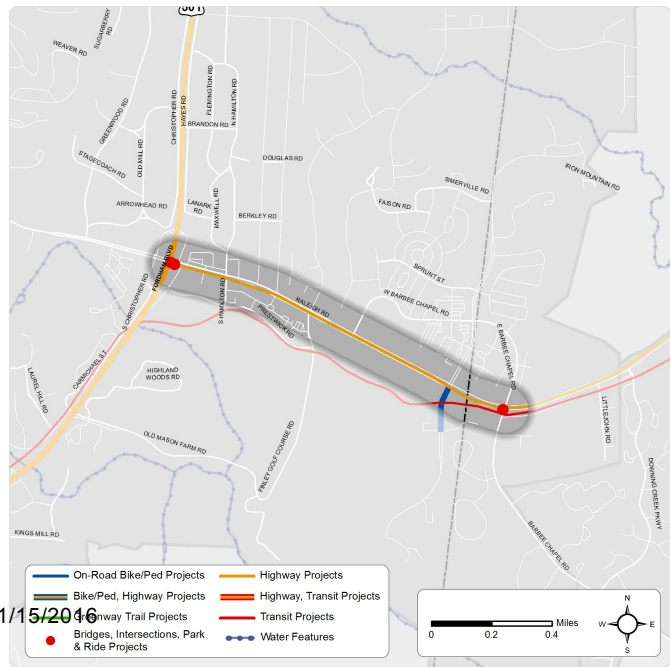 501
SUGARBERRY RD
WEAVER RD
GREENWOOD RD
OLD MILL RD
CHRISTOPHER RD
HAYES RD
FLEMINGTON RD
N HAMILTON RD
BRANDON RD
STAGECOACH RD
DOUGLAS RD
ARROWHEAD RD
LANARK RD
MAXWELL RD
BERKLEY RD
SIMERVILLE RD
IRON MOUNTAIN RD
FAISON RD
FORDHAM BLVD
S CHRISTOPHER RD
S HAMILTON RD
RALEIGH RD
PRESTWICK RD
SPRUNT ST
W BARBEE CHAPEL RD
E BARBEE CHAPEL RD
CARMICHAEL ST
LAUREL HILL RD
HIGHLAND WOODS RD
OLD MASON FARM RD
FINLEY GOLF COURSE RD
LITTLEJOHN RD
DOWNING CREEK PKWY
BARBEE CHAPEL RD
KINGS MILL RD
On-Road Bike/Ped Projects
Highway Projects
Bike/Ped, Highway Projects
Highway, Transit Projects
1/15/2016
Greenway Trail Projects
Transit Projects
Bridges, Intersections, Park
& Ride Projects
Water Features
0 0.2 0.4 Miles
N
W E
S